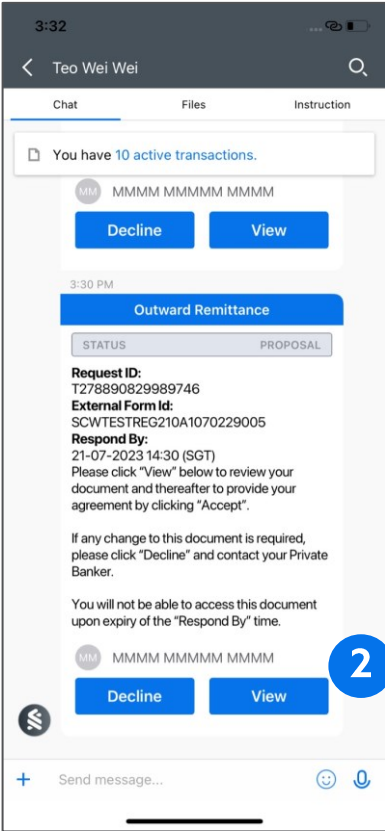 3:32
Teo Wei Wei
Chat Files Instruction
You have 10 active transactions.
MM MMMM MMMMM MMMM
Decline View
3:30 PM
Outward Remittance
STATUS PROPOSAL
Request ID:
T278890829989746
External Form Id:
SCWTESTREG210A1070229005
Respond By:
21-07-2023 14:30 (SGT)
Please click "View" below to review your
document and thereafter to provide your
agreement by clicking "Accept".
If any change to this document is required,
please click "Decline" and contact your Private
Banker.
You will not be able to access this document
upon expiry of the "Respond By" time.
MM MMMM MMMMM MMMM
2
Decline View
Send message...